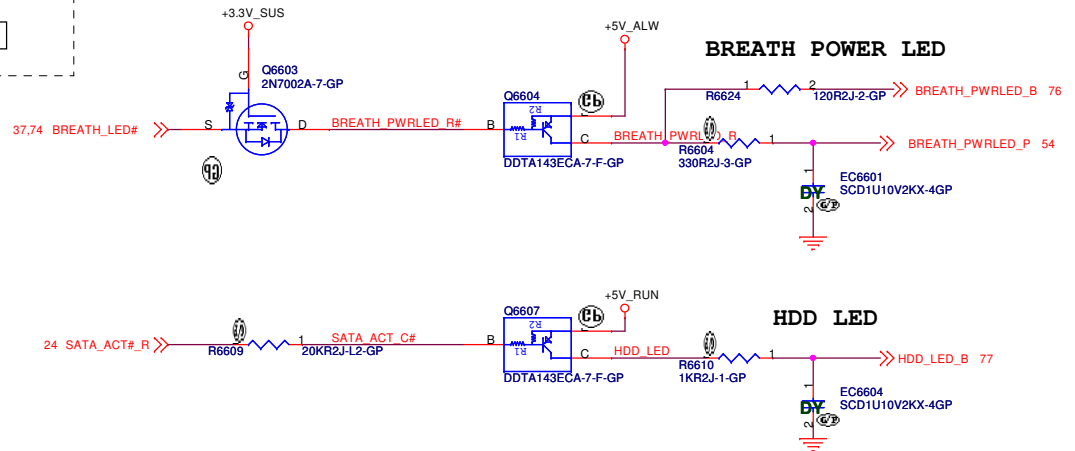 +3.3V_SUS
+5V_ALW
BREATH POWER LED
Q6603
2N7002A-7-GP
G
S
D
37,74 BREATH_LED#
BREATH_PWRLED_R#
Q6604
R2
R1
B
C
DDTA143ECA-7-F-GP
1
2
R6624
120R2J-2-GP
BREATH_PWRLED_B 76
R6604
330R2J-3-GP
1
BREATH_PWRLED_P 54
1
EC6601
SCD1U10V2KX-4GP
DY
2
+5V_RUN
HDD LED
Q6607
R2
R1
B
C
DDTA143ECA-7-F-GP
24 SATA_ACT#_R
R6609
1
20KR2J-L2-GP
SATA_ACT_C#
HDD_LED
R6610
1KR2J-1-GP
1
HDD_LED_B 77
1
EC6604
SCD1U10V2KX-4GP
DY
2